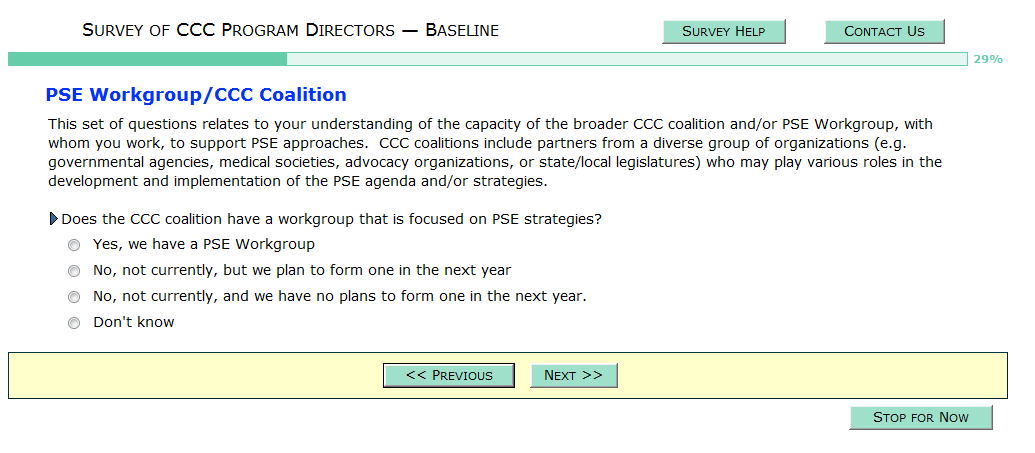 SURVEY OF CCC PROGRAM DIRECTORS — BASELINE
SURVEY HELP
CONTACT US
29%
PSE Workgroup/CCC Coalition
This set of questions relates to your understanding of the capacity of the broader CCC coalition and/or PSE Workgroup, with
whom you work, to support PSE approaches.  CCC coalitions include partners from a diverse group of organizations (e.g.
governmental agencies, medical societies, advocacy organizations, or state/local legislatures) who may play various roles in the
development and implementation of the PSE agenda and/or strategies.
Does the CCC coalition have a workgroup that is focused on PSE strategies?
Yes, we have a PSE Workgroup
No, not currently, but we plan to form one in the next year
No, not currently, and we have no plans to form one in the next year.
Don't know
<< PREVIOUS
NEXT >>
STOP FOR NOW